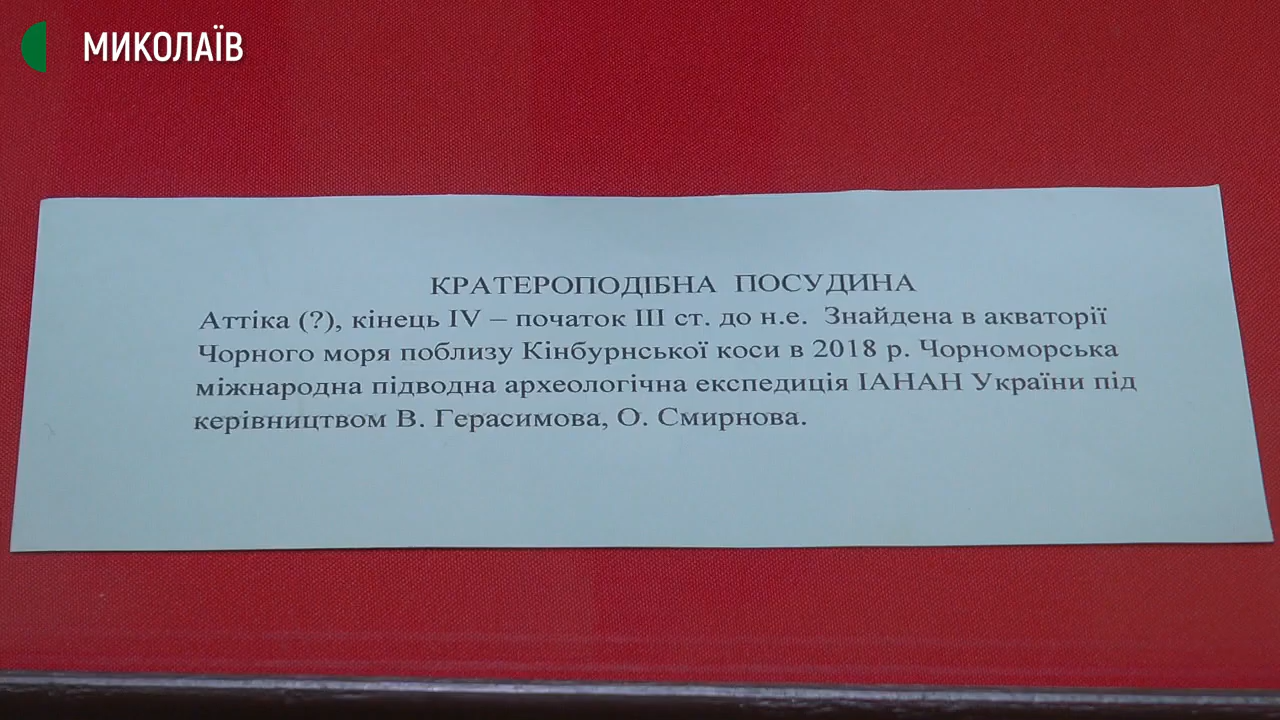 МИКОЛАЇВ
КРАТЕРОПОДІБНА ПОСУДИНА
Аттіка (?), кінець IV – початок III ст. до н.е. Знайдена в акваторії
Чорного моря поблизу Кінбурнської коси в 2018 р. Чорноморська
міжнародна підводна археологічна експедиція ІАНАН України під
керівництвом В. Герасимова, О. Смирнова.